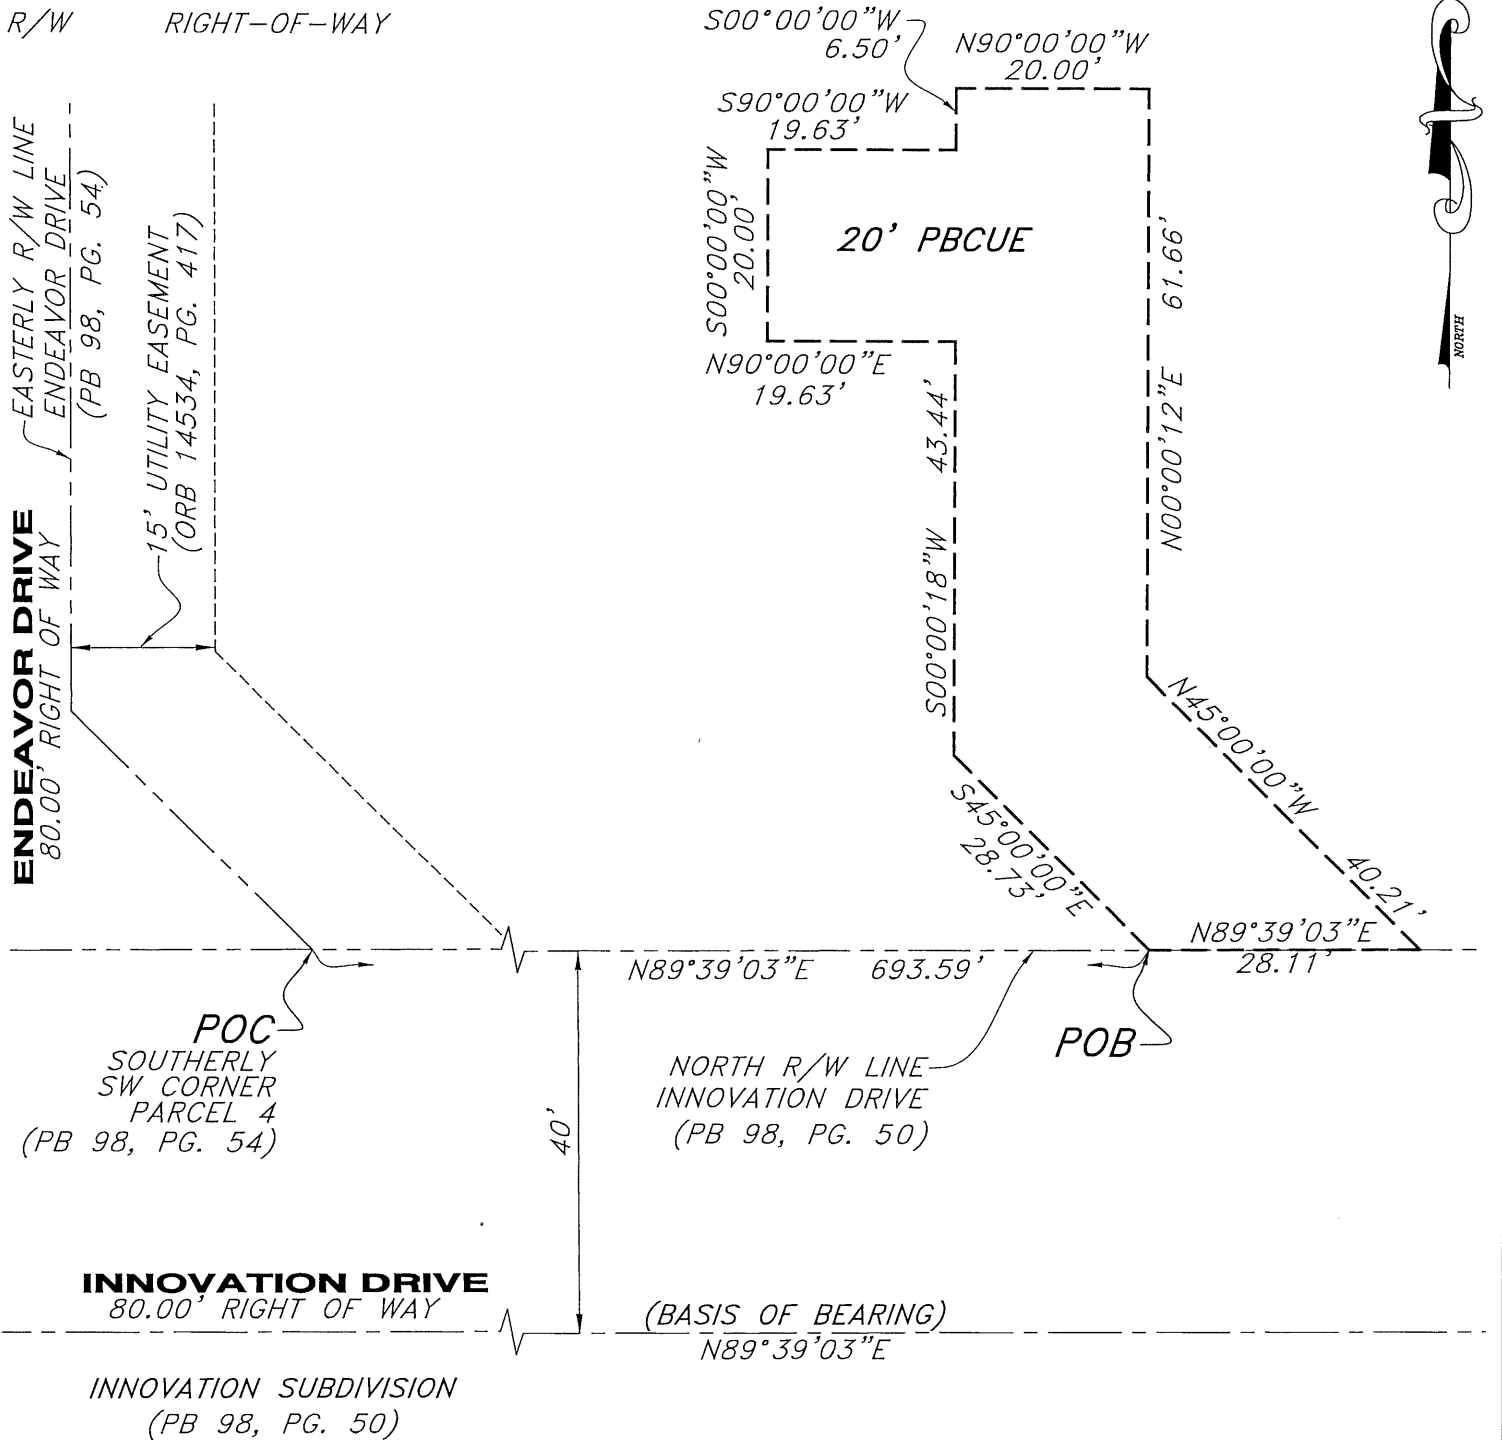 R/W RIGHT-OF-WAY
S00°00'00"W
6.50'
N90°00'00"W
20.00'
S90°00'00"W
19.63'
S00°00'00"W
20.00'
20' PBCUE
N90°00'00"E
19.63'
61.66'
N00°00'12"E
43.44'
S00°00'18"W
NORTH
EASTERLY R/W LINE
ENDEAVOR DRIVE
(PB 98, PG. 54)
15' UTILITY EASEMENT
(ORB 14534, PG. 417)
ENDEAVOR DRIVE
80.00' RIGHT OF WAY
N45°00'00"W
40.21'
S45°00'00"E
28.73'
N89°39'03"E
28.11'
N89°39'03"E 693.59'
POC
SOUTHERLY
SW CORNER
PARCEL 4
(PB 98, PG. 54)
POB
NORTH R/W LINE
INNOVATION DRIVE
(PB 98, PG. 50)
40'
INNOVATION DRIVE
80.00' RIGHT OF WAY
(BASIS OF BEARING)
N89°39'03"E
INNOVATION SUBDIVISION
(PB 98, PG. 50)